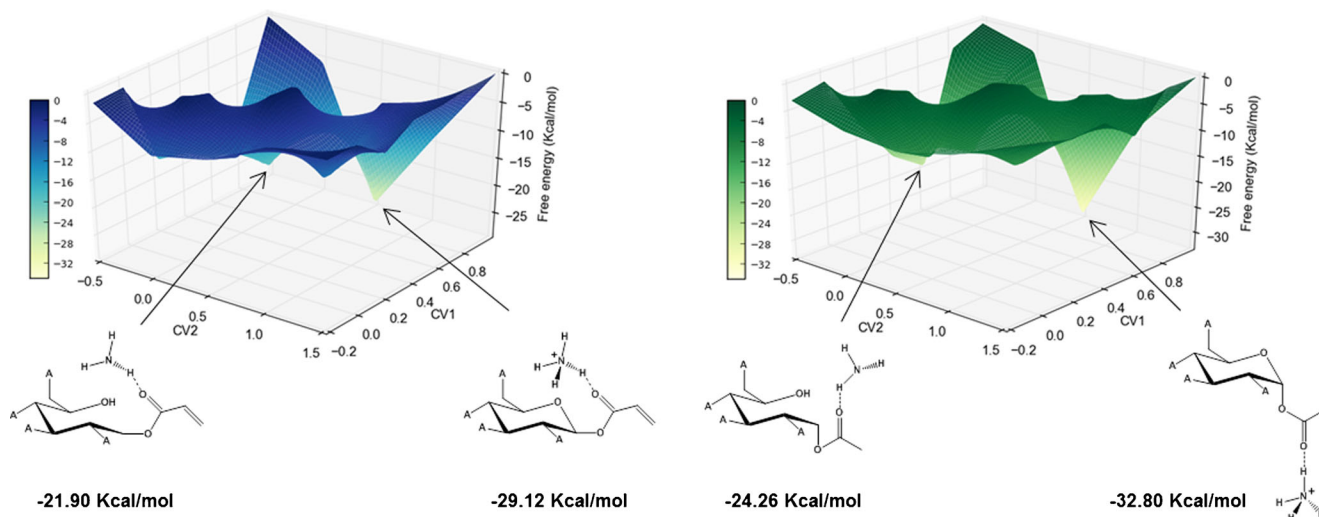 0
-4
-8
-12
-16
-20
-24
-28
-32
0
-5
-10
-15
-20
-25
Free energy (Kcal/mol)
-0.5
0.0
0.5
1.0
1.5
CV2
-0.2
0.0
0.2
0.4
0.6
0.8
CV1
0
-4
-8
-12
-16
-20
-24
-28
-32
0
-5
-10
-15
-20
-25
-30
Free energy (Kcal/mol)
-0.5
0.0
0.5
1.0
1.5
CV2
-0.2
0.0
0.2
0.4
0.6
0.8
CV1
H
N
H
H
A
O
OH
A
A
A
O
H
+
N
H
H
H
A
O
O
A
A
A
O
A
H
N
H
H
OH
O
A
A
A
O
A
O
A
A
A
O
O
H
H
N
+
H
-21.90 Kcal/mol
-29.12 Kcal/mol
-24.26 Kcal/mol
-32.80 Kcal/mol